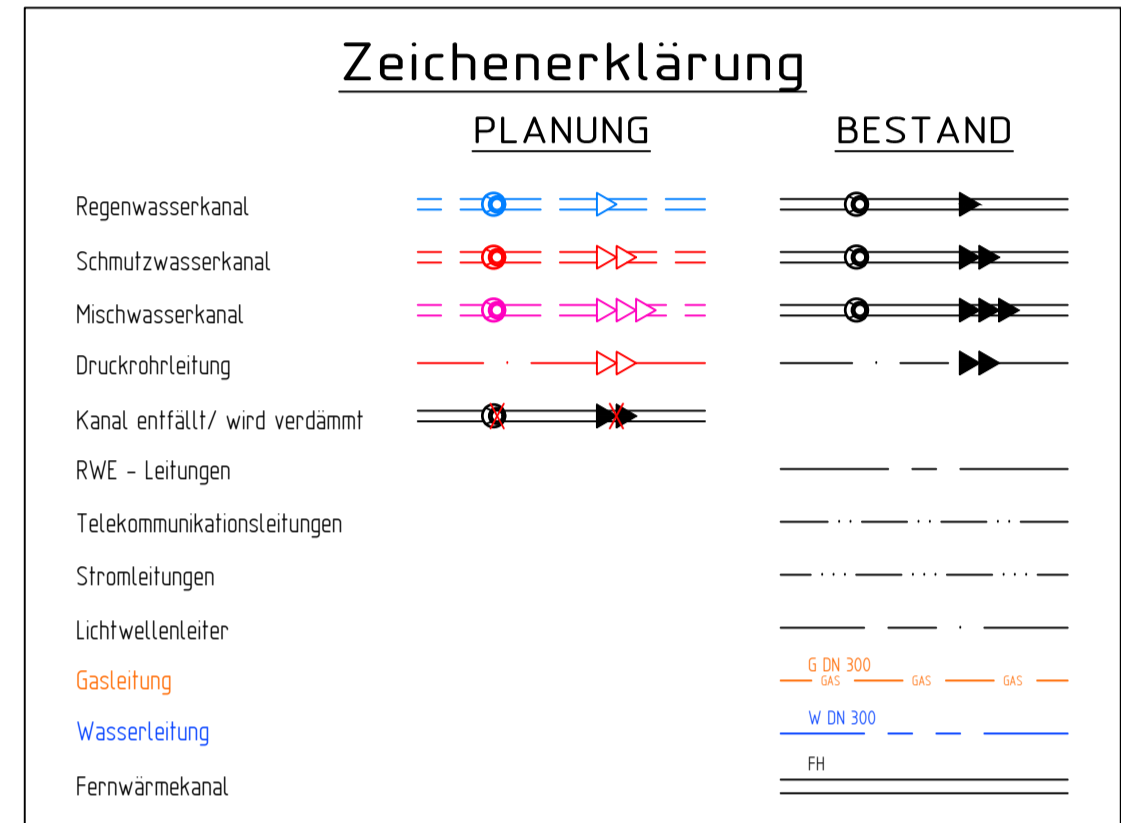 Zeichenerklärung
PLANUNG BESTAND
Regenwasserkanal
Schmutzwasserkanal
Mischwasserkanal
Druckrohrleitung
Kanal entfällt/ wird verdämmt
RWE - Leitungen
Telekommunikationsleitungen
Stromleitungen
Lichtwellenleiter
G DN 300
Gasleitung GAS GAS GAS
W DN 300
Wasserleitung
FH
Fernwärmekanal